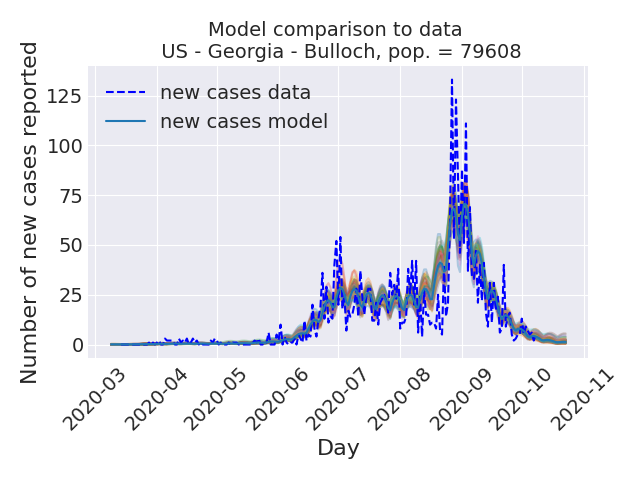 Model comparison to data
US - Georgia - Bulloch, pop. = 79608
Number of new cases reported
125
100
75
50
25
0
new cases data
new cases model
2020-03
2020-04
2020-05
2020-06
2020-07
2020-08
2020-09
2020-10
2020-11
Day